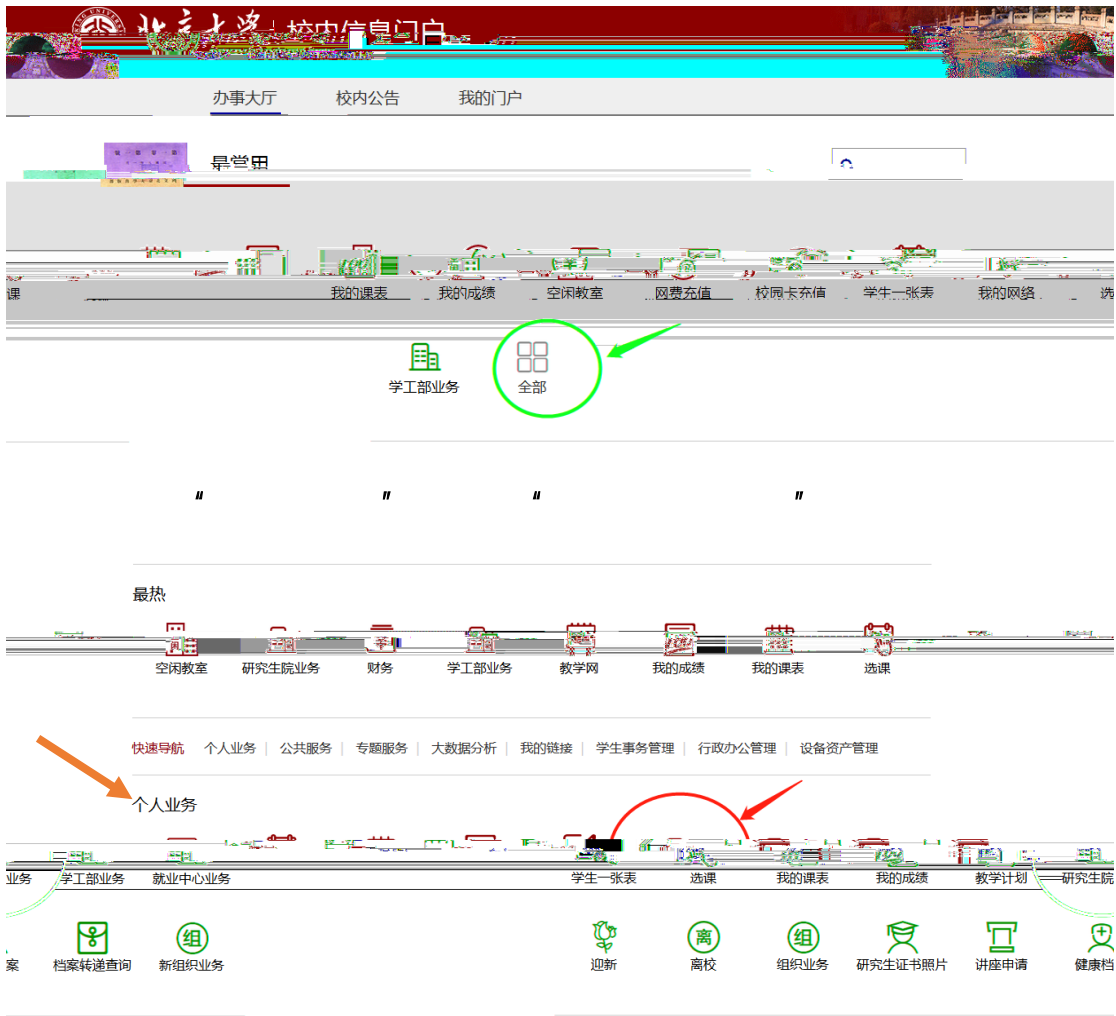 北京大学 校内信息门户
办事大厅 校内公告 我的门户
最常用
课 我的课表 我的成绩 空闲教室 网费充值 校园卡充值 学生一张表 我的网络 选
学工部业务 全部
“ ” “ ”
最热
空闲教室 研究生院业务 财务 学工部业务 教学网 我的成绩 我的课表 选课
快速导航 个人业务 | 公共服务 | 专题服务 | 大数据分析 | 我的链接 | 学生事务管理 | 行政办公管理 | 设备资产管理
个人业务
业务 学工部业务 就业中心业务 学生一张表 选课 我的课表 我的成绩 教学计划 研究生院
组 离 组
案 档案转递查询 新组织业务 迎新 离校 组织业务 研究生证书照片 讲座申请 健康档